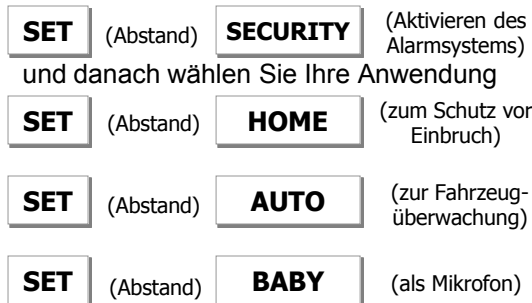 SET (Abstand) SECURITY (Aktivieren des
Alarmsystems)
und danach wählen Sie Ihre Anwendung
SET (Abstand) HOME (zum Schutz vor
Einbruch)
SET (Abstand) AUTO (zur Fahrzeug-
überwachung)
SET (Abstand) BABY (als Mikrofon)